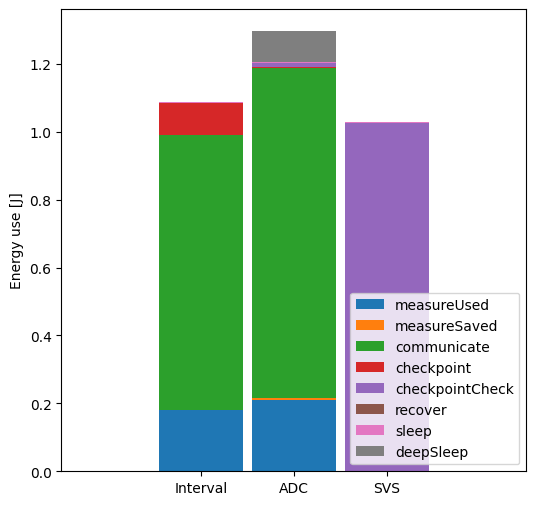 Energy use [J]
1.2
1.0
0.8
0.6
0.4
0.2
0.0
measureUsed
measureSaved
communicate
checkpoint
checkpointCheck
recover
sleep
deepSleep
Interval ADC SVS